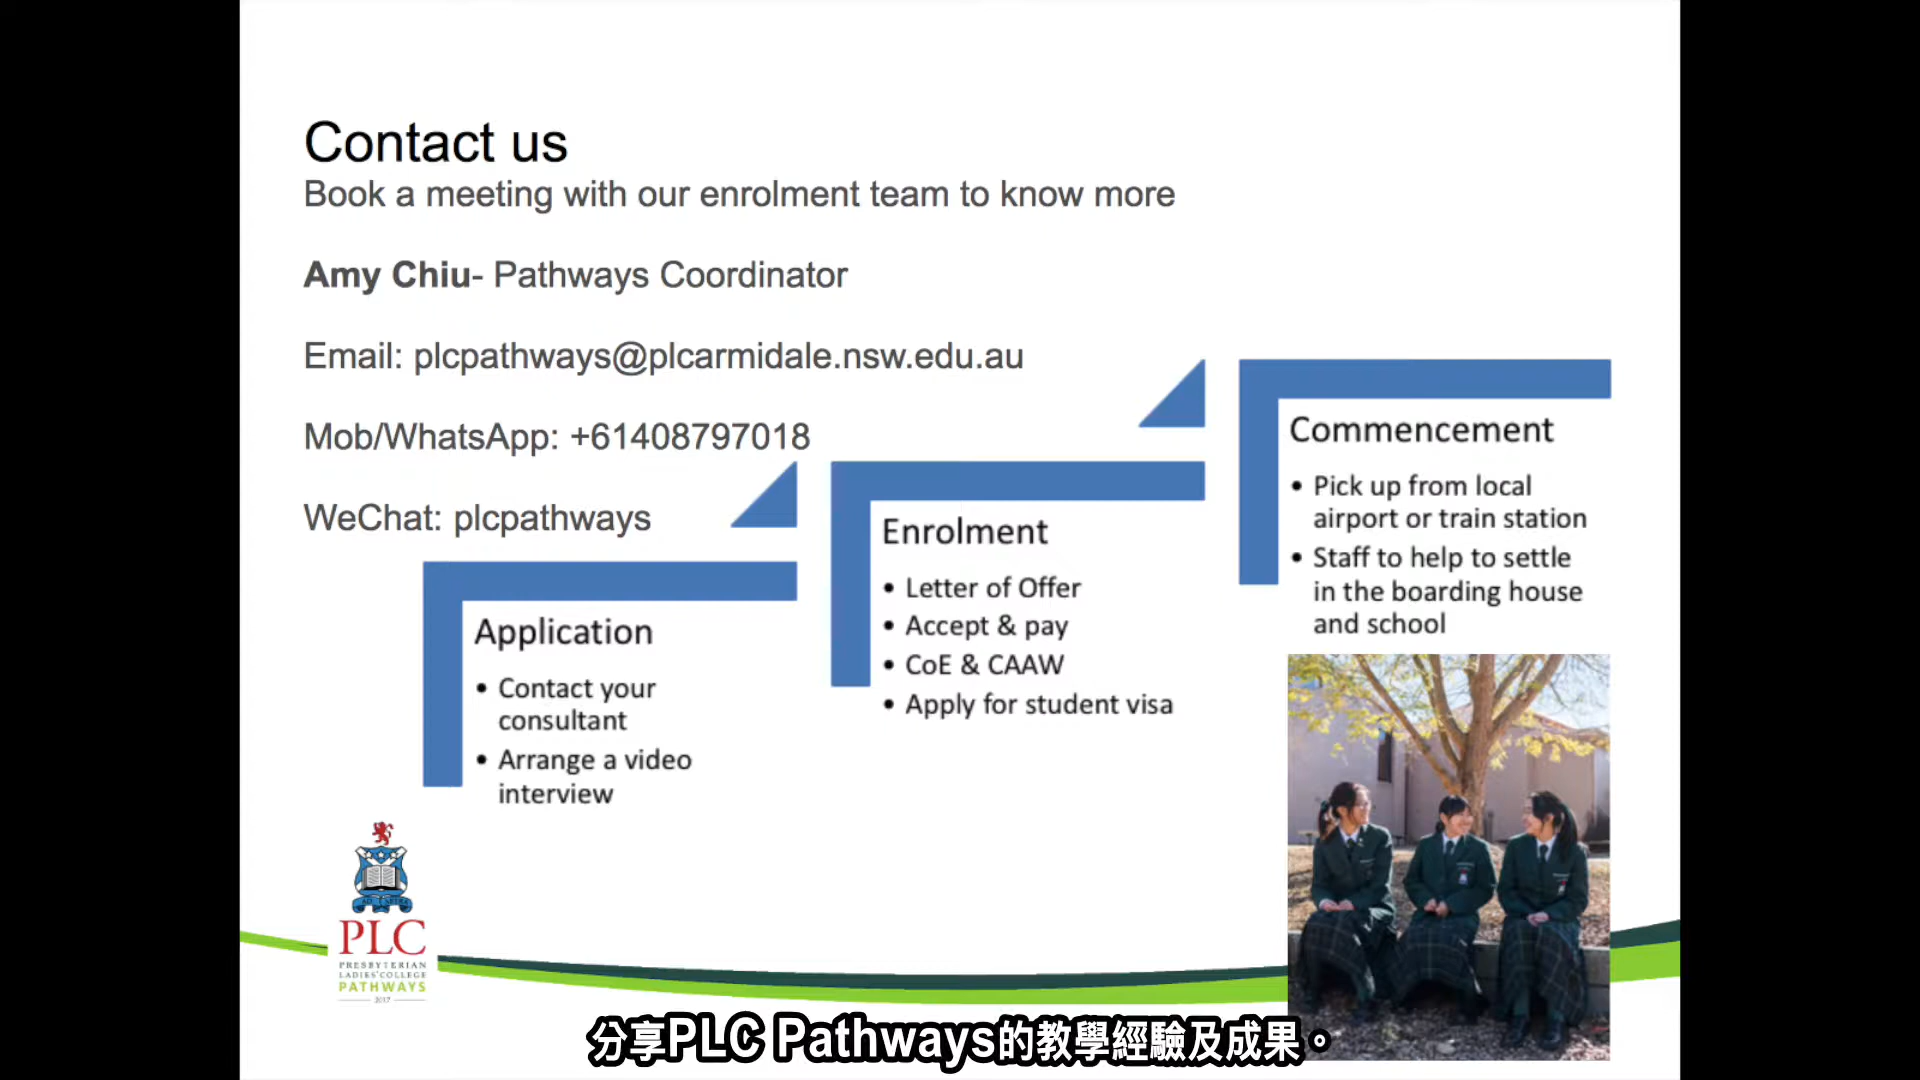 Contact us
Book a meeting with our enrolment team to know more
Amy Chiu- Pathways Coordinator
Email: plcpathways@plcarmidale.nsw.edu.au
Mob/WhatsApp: +61408797018
WeChat: plcpathways
Application
• Contact your
consultant
• Arrange a video
interview
Enrolment
• Letter of Offer
• Accept & pay
• CoE & CAAW
• Apply for student visa
Commencement
• Pick up from local
airport or train station
• Staff to help to settle
in the boarding house
and school
PLC
PRESBYTERIAN
LADIES' COLLEGE
PATHWAYS
2017
分享PLC Pathways的教學經驗及成果。